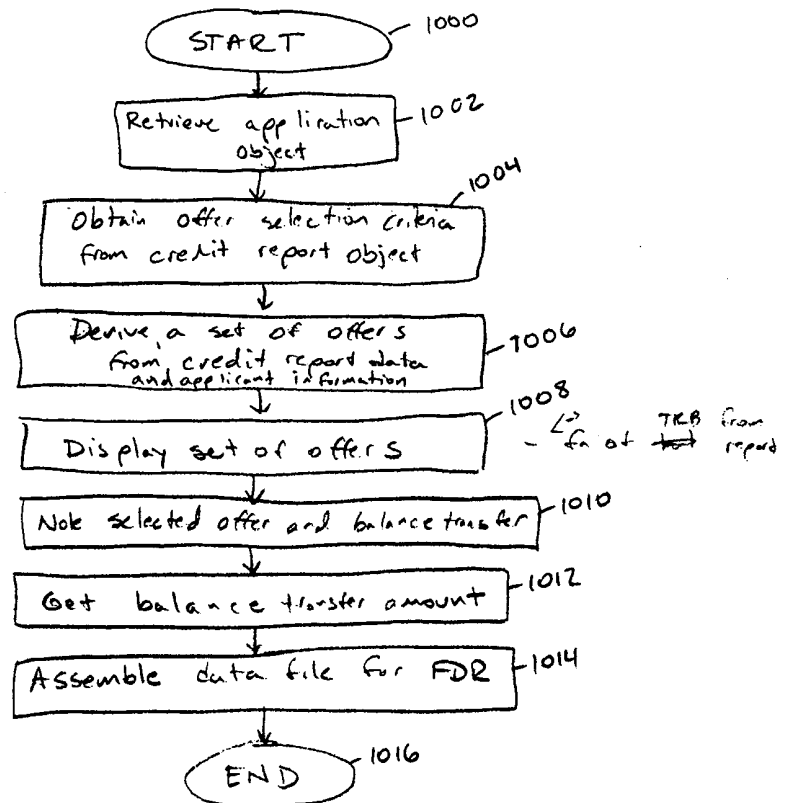 START
1000
Retrieve application
object
1002
1004
Obtain offer selection criteria
from credit report object
Derive a set of offers
from credit report data
and applicant information
1006
1008
Display set of offers
of TRB from
report
Note selected offer and balance transfer
1010
Get balance transfer amount
1012
Assemble data file for FDR
1014
END
1016